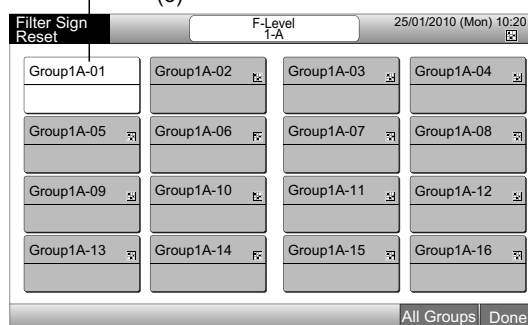 Filter Sign
Reset
F-Level
1-A
25/01/2010 (Mon) 10:20
Group1A-01
Group1A-02
Group1A-03
Group1A-04
Group1A-05
Group1A-06
Group1A-07
Group1A-08
Group1A-09
Group1A-10
Group1A-11
Group1A-12
Group1A-13
Group1A-14
Group1A-15
Group1A-16
All Groups
Done